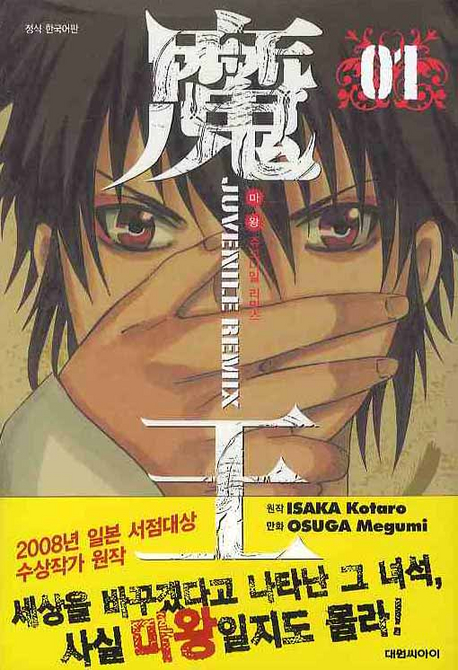 정식 한국어판
魔
01
마왕 쥬브나일 리믹스
JUVENILE REMIX
王
원작 ISAKA Kotaro
만화 OSUGA Megumi
2008년 일본 서점대상
수상작가 원작
세상을 바꾸겠다고 나타난 그 녀석,
사실 마왕일지도 몰라!
대원씨아이